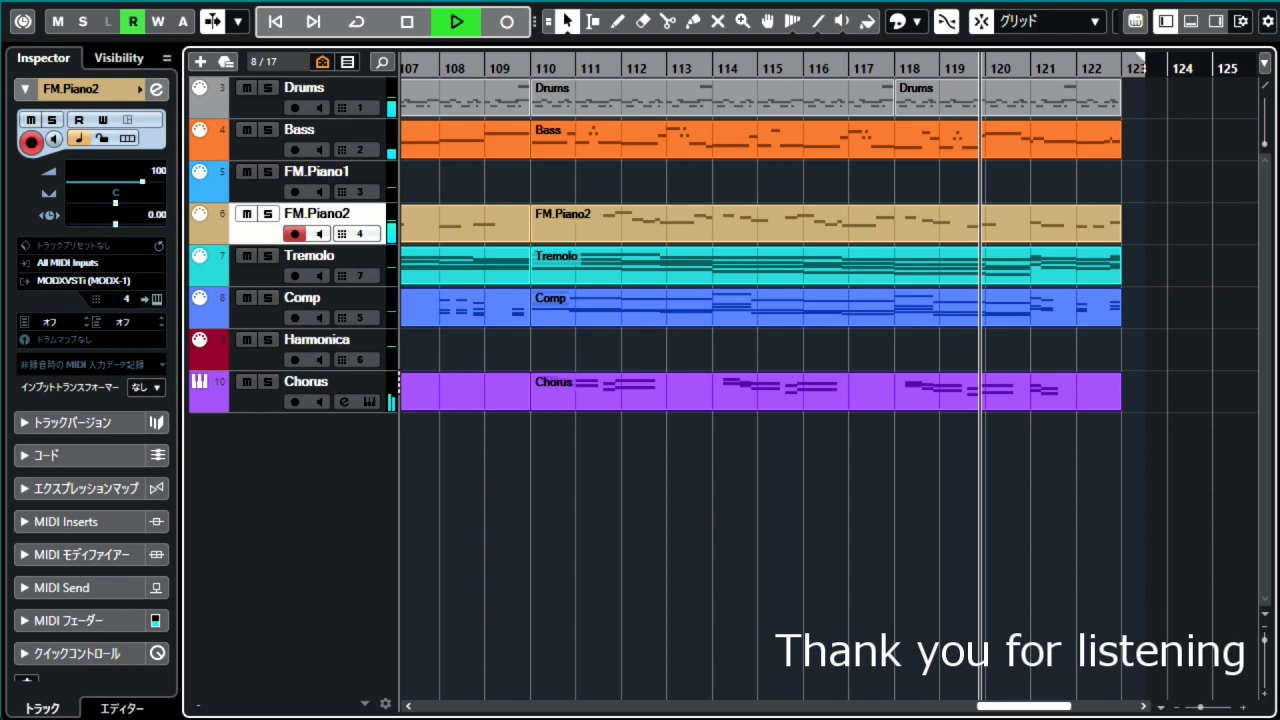 M S L R W A
グリッド
Inspector Visibility
8 / 17
107 108 109 110 111 112 113 114 115 116 117 118 119 120 121 122 123 124 125
FM.Piano2
M S R W
100
C
0.00
トラックプリセットなし
All MIDI Inputs
MODXVSTi (MODX-1)
4
オフ オフ
ドラムマップなし
非録音時の MIDI 入力データ記録
インプットトランスフォーマー なし
トラックバージョン
コード
エクスプレッションマップ
MIDI Inserts
MIDI モディファイアー
MIDI Send
MIDI フェーダー
クイックコントロール
トラック エディター
3 M S Drums
1
4 M S Bass
2
5 M S FM.Piano1
3
6 M S FM.Piano2
4
7 M S Tremolo
7
8 M S Comp
5
9 M S Harmonica
6
10 M S Chorus
Drums Drums
Bass
FM.Piano2
Tremolo
Comp
Chorus
Thank you for listening